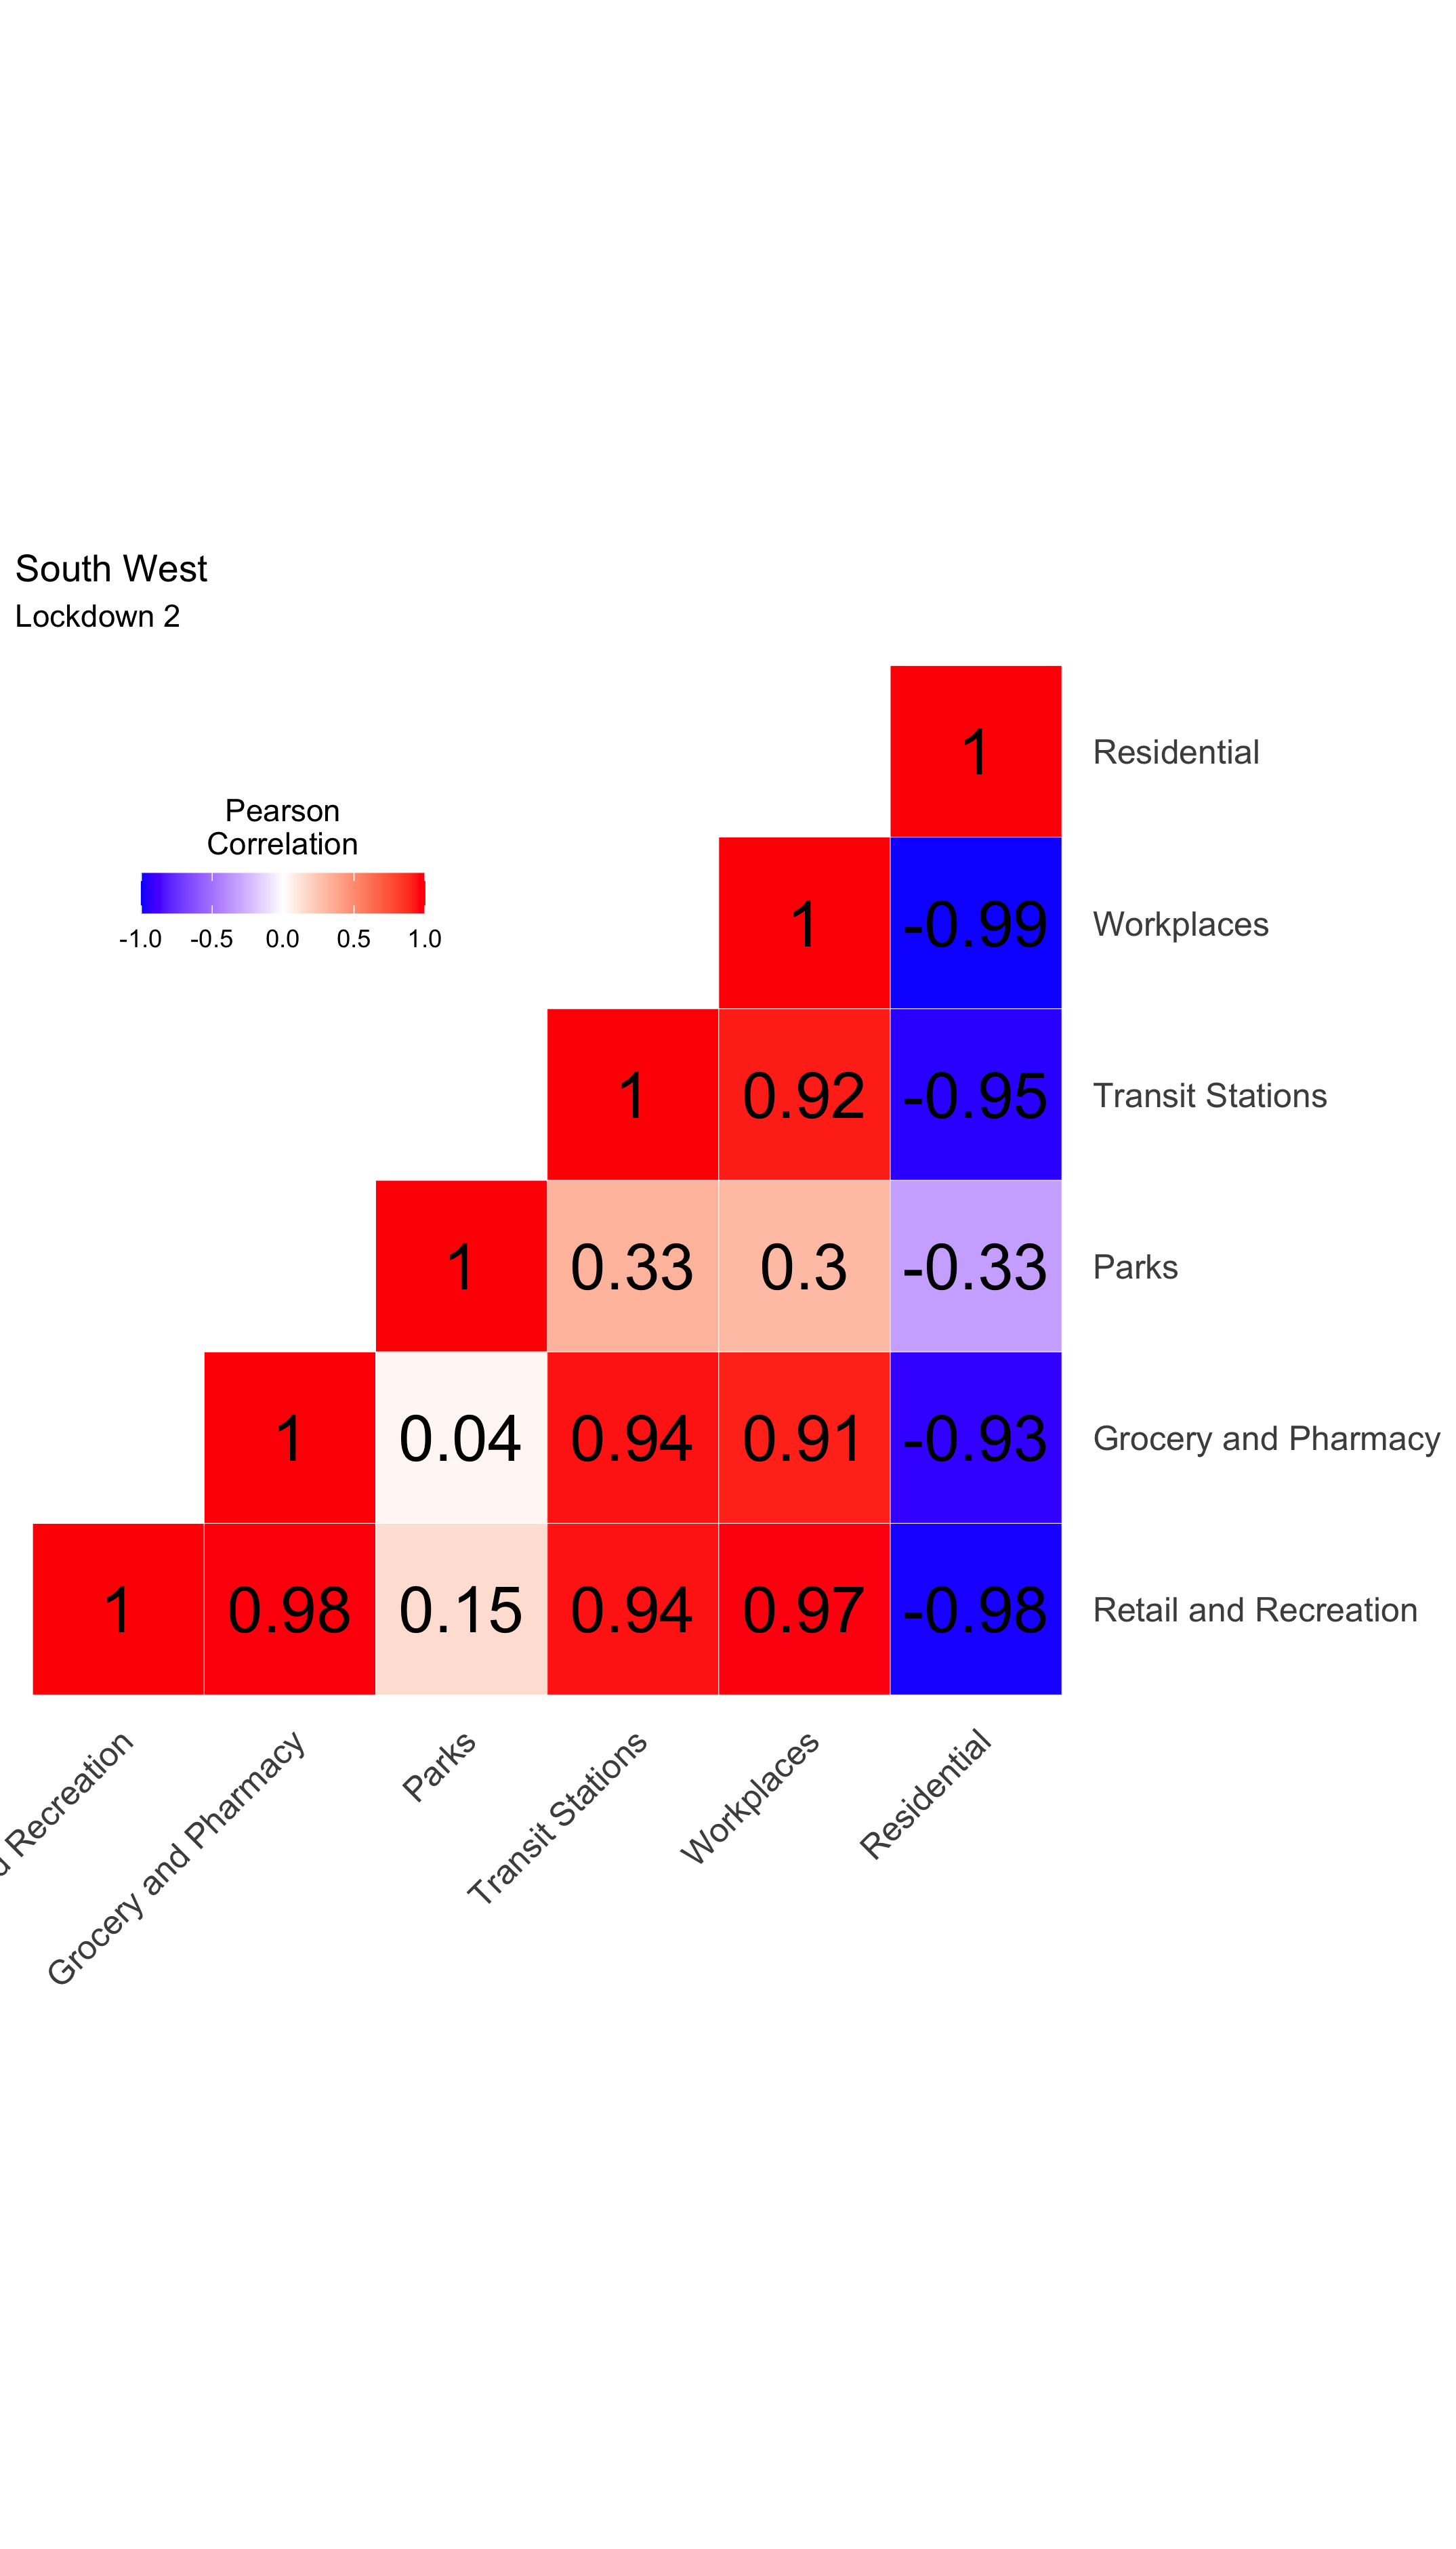 South West
Lockdown 2
Pearson
Correlation
-1.0 -0.5 0.0 0.5 1.0
1 Residential
1 -0.99 Workplaces
1 0.92 -0.95 Transit Stations
1 0.33 0.3 -0.33 Parks
1 0.04 0.94 0.91 -0.93 Grocery and Pharmacy
1 0.98 0.15 0.94 0.97 -0.98 Retail and Recreation
Recreation
Grocery and Pharmacy
Parks
Transit Stations
Workplaces
Residential